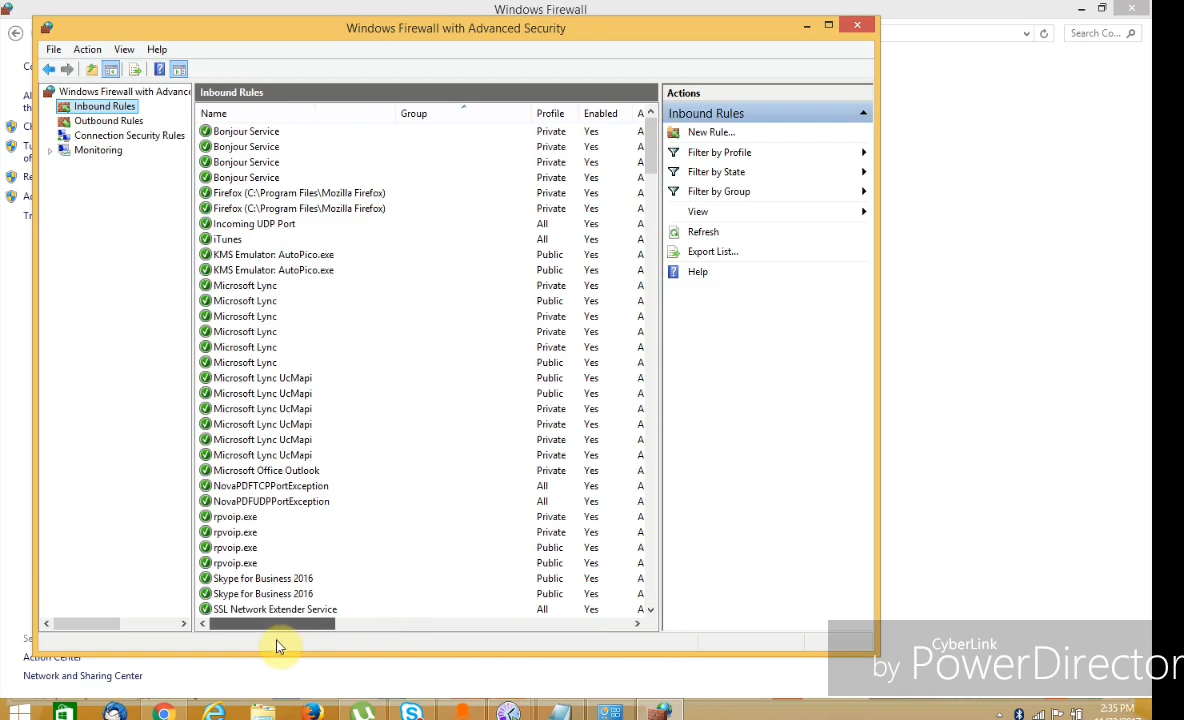 Windows Firewall
Windows Firewall with Advanced Security
Search Co...
File Action View Help
Windows Firewall with Advance
Inbound Rules
Outbound Rules
Connection Security Rules
Monitoring
Inbound Rules
Name Group Profile Enabled A
Bonjour Service Private Yes A
Bonjour Service Private Yes A
Bonjour Service Private Yes A
Bonjour Service Private Yes A
Firefox (C:\Program Files\Mozilla Firefox) Private Yes A
Firefox (C:\Program Files\Mozilla Firefox) Private Yes A
Incoming UDP Port All Yes A
iTunes All Yes A
KMS Emulator: AutoPico.exe Public Yes A
KMS Emulator: AutoPico.exe Public Yes A
Microsoft Lync Private Yes A
Microsoft Lync Public Yes A
Microsoft Lync Private Yes A
Microsoft Lync Private Yes A
Microsoft Lync Private Yes A
Microsoft Lync Public Yes A
Microsoft Lync UcMapi Public Yes A
Microsoft Lync UcMapi Public Yes A
Microsoft Lync UcMapi Private Yes A
Microsoft Lync UcMapi Private Yes A
Microsoft Lync UcMapi Private Yes A
Microsoft Lync UcMapi Private Yes A
Microsoft Office Outlook Private Yes A
NovaPDFTCPPortException All Yes A
NovaPDFUDPPortException All Yes A
rpvoip.exe Private Yes A
rpvoip.exe Private Yes A
rpvoip.exe Public Yes A
rpvoip.exe Public Yes A
Skype for Business 2016 Public Yes A
Skype for Business 2016 Public Yes A
SSL Network Extender Service All Yes A
Actions
Inbound Rules
New Rule...
Filter by Profile
Filter by State
Filter by Group
View
Refresh
Export List...
Help
Action Center
Network and Sharing Center
CyberLink
by PowerDirector
2:35 PM